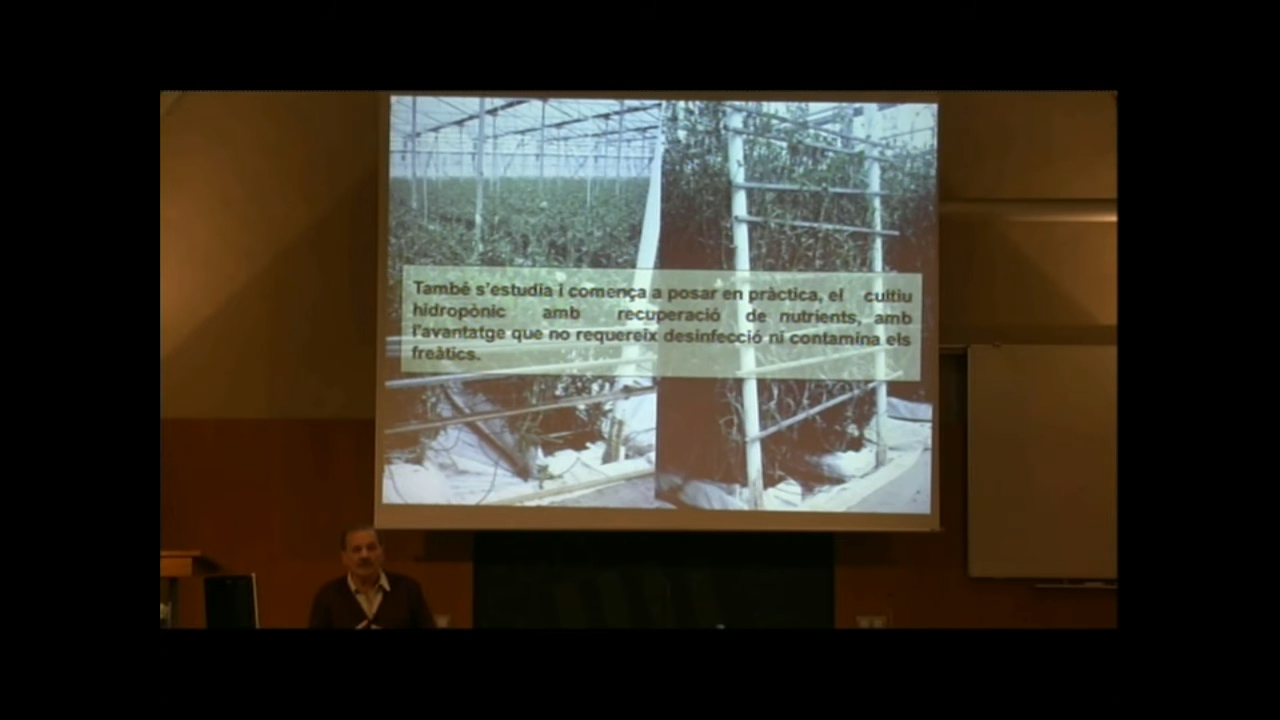 També s'estudia i comença a posar en pràctica, el cultiu
hidropònic amb recuperació de nutrients, amb
l'avantatge que no requereix desinfecció ni contamina els
freàtics.